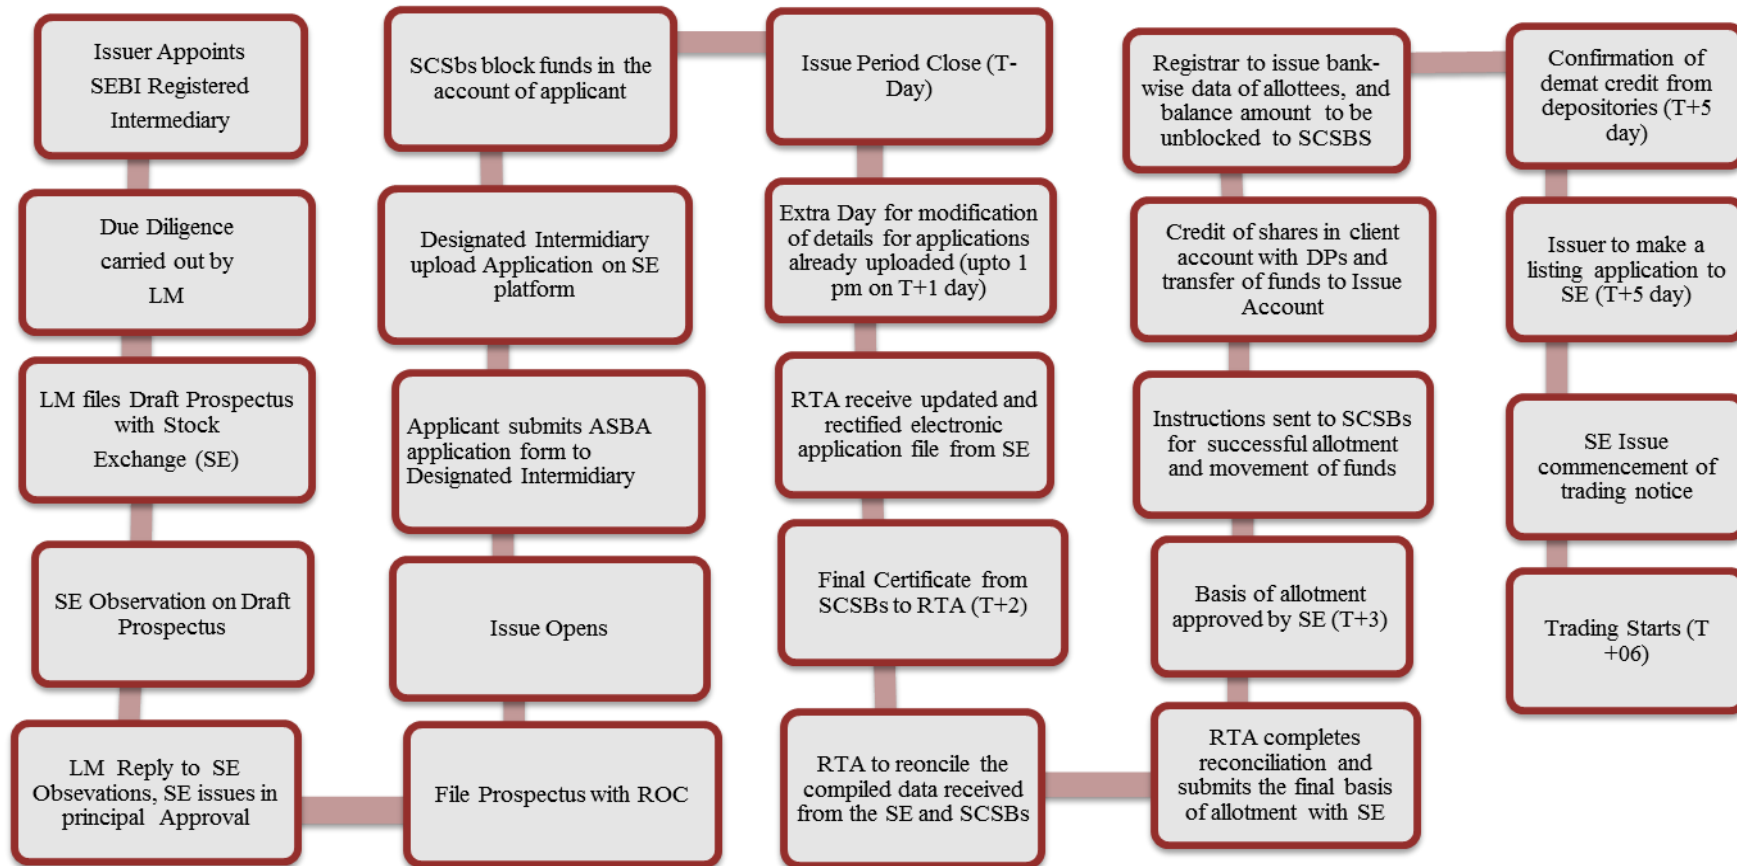 Issuer Appoints
SEBI Registered
Intermediary
Due Diligence
carried out by
LM
LM files Draft Prospectus
with Stock
Exchange (SE)
SE Observation on Draft
Prospectus
LM Reply to SE
Obsevations, SE issues in
principal Approval
File Prospectus with ROC
Issue Opens
Applicant submits ASBA
application form to
Designated Intermidiary
Designated Intermidiary
upload Application on SE
platform
SCSbs block funds in the
account of applicant
Issue Period Close (T-
Day)
Extra Day for modification
of details for applications
already uploaded (upto 1
pm on T+1 day)
RTA receive updated and
rectified electronic
application file from SE
Final Certificate from
SCSBs to RTA (T+2)
RTA to reconcile the
compiled data received
from the SE and SCSBs
RTA completes
reconciliation and
submits the final basis
of allotment with SE
Basis of allotment
approved by SE (T+3)
Instructions sent to SCSBs
for successful allotment
and movement of funds
Credit of shares in client
account with DPs and
transfer of funds to Issue
Account
Registrar to issue bank-
wise data of allottees, and
balance amount to be
unblocked to SCSBS
Confirmation of
demat credit from
depositories (T+5
day)
Issuer to make a
listing application to
SE (T+5 day)
SE Issue
commencement of
trading notice
Trading Starts (T
+06)